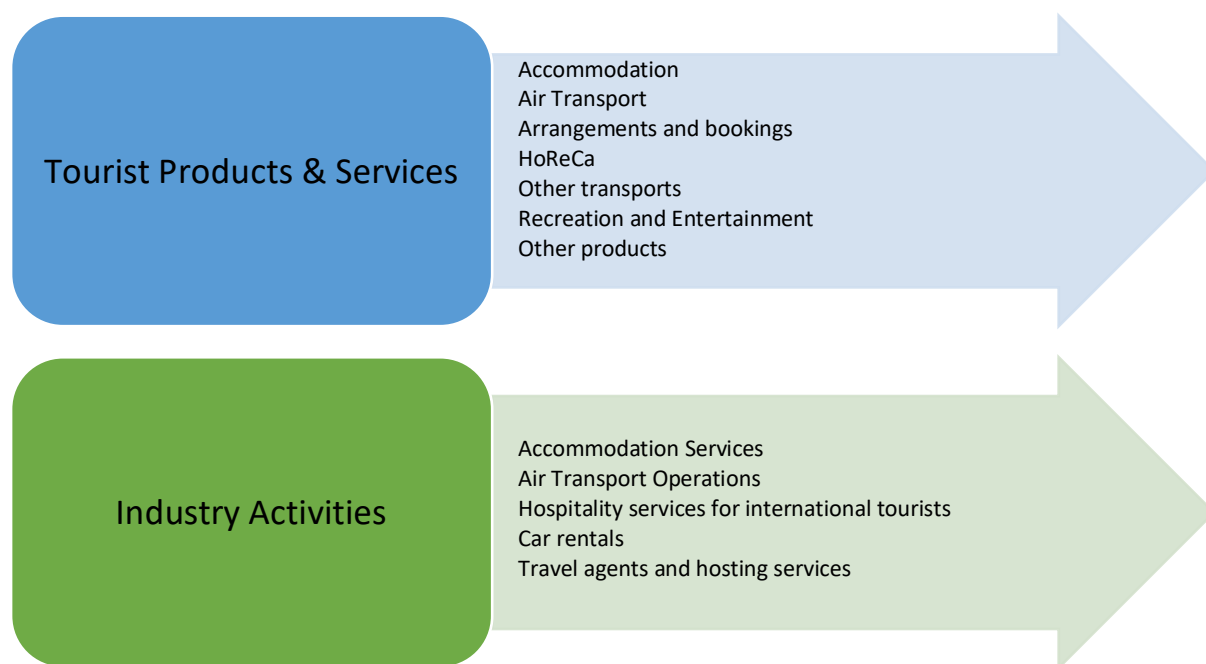 Tourist Products & Services
Accommodation
Air Transport
Arrangements and bookings
HoReCa
Other transports
Recreation and Entertainment
Other products
Industry Activities
Accommodation Services
Air Transport Operations
Hospitality services for international tourists
Car rentals
Travel agents and hosting services